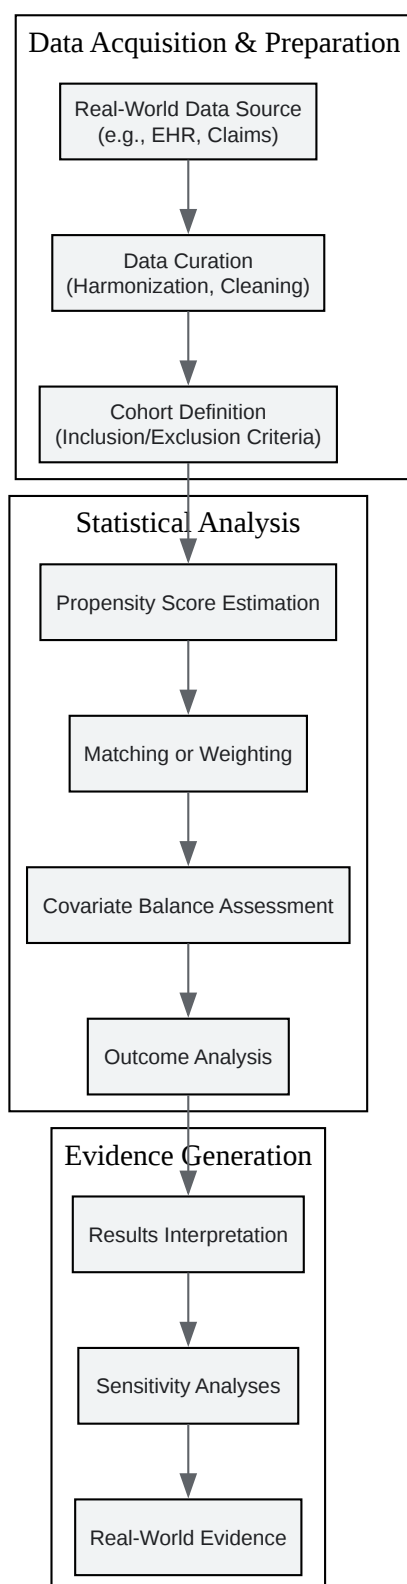 Data Acquisition & Preparation
Real-World Data Source
(e.g., EHR, Claims)
Data Curation
(Harmonization, Cleaning)
Cohort Definition
(Inclusion/Exclusion Criteria)
Statistical Analysis
Propensity Score Estimation
Matching or Weighting
Covariate Balance Assessment
Outcome Analysis
Evidence Generation
Results Interpretation
Sensitivity Analyses
Real-World Evidence